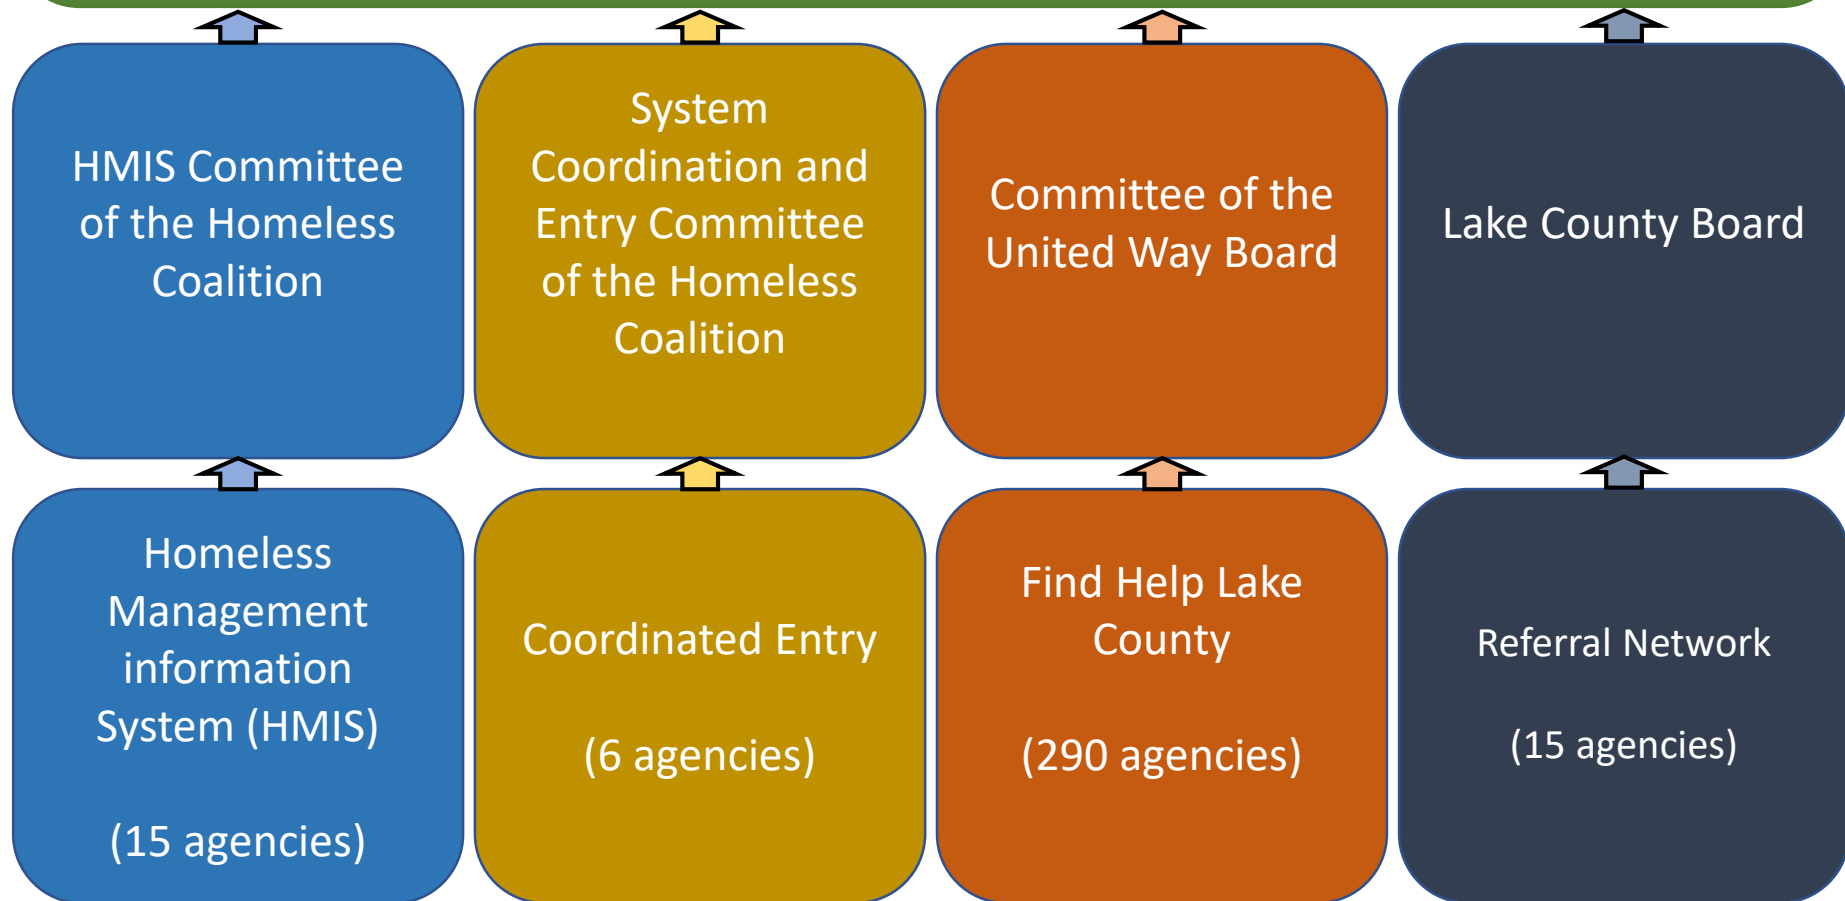 HMIS Committee
of the Homeless
Coalition
System
Coordination and
Entry Committee
of the Homeless
Coalition
Committee of the
United Way Board
Lake County Board
Homeless
Management
information
System (HMIS)
(15 agencies)
Coordinated Entry
(6 agencies)
Find Help Lake
County
(290 agencies)
Referral Network
(15 agencies)